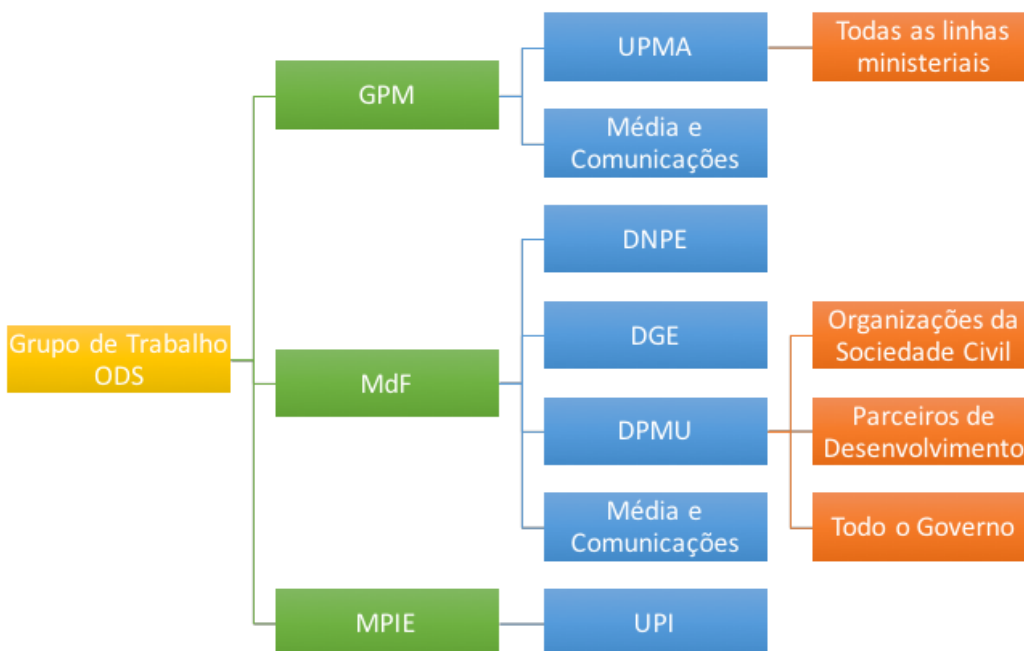 UPMA
Todas as linhas
ministeriais
GPM
Média e
Comunicações
DNPE
Grupo de Trabalho
ODS
DGE
Organizações da
Sociedade Civil
MdF
DPMU
Parceiros de
Desenvolvimento
Média e
Comunicações
Todo o Governo
MPIE
UPI